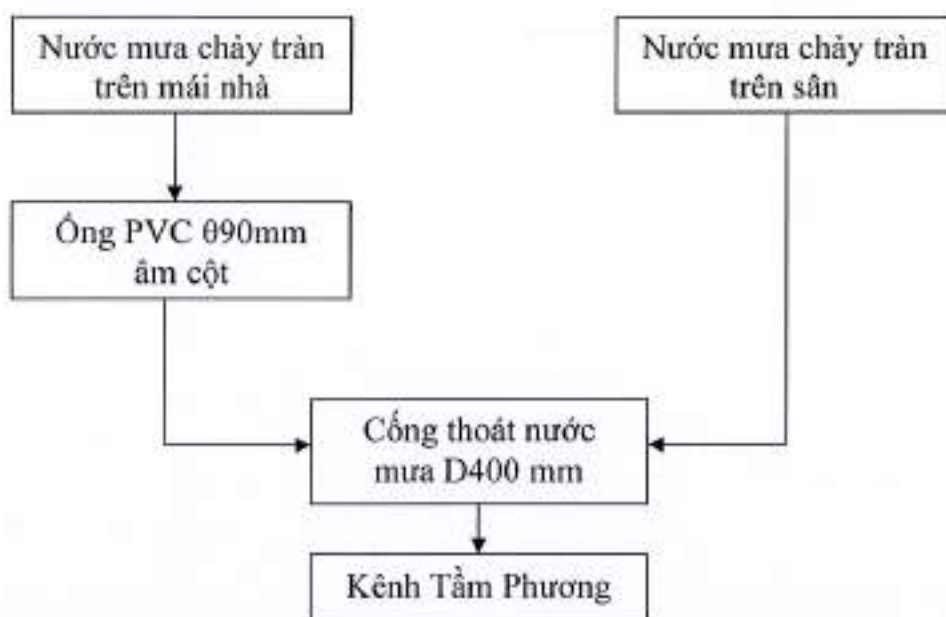 Nước mưa chảy tràn
trên mái nhà
Nước mưa chảy tràn
trên sân
Ống PVC θ90mm
âm cột
Cống thoát nước
mưa D400 mm
Kênh Tầm Phương